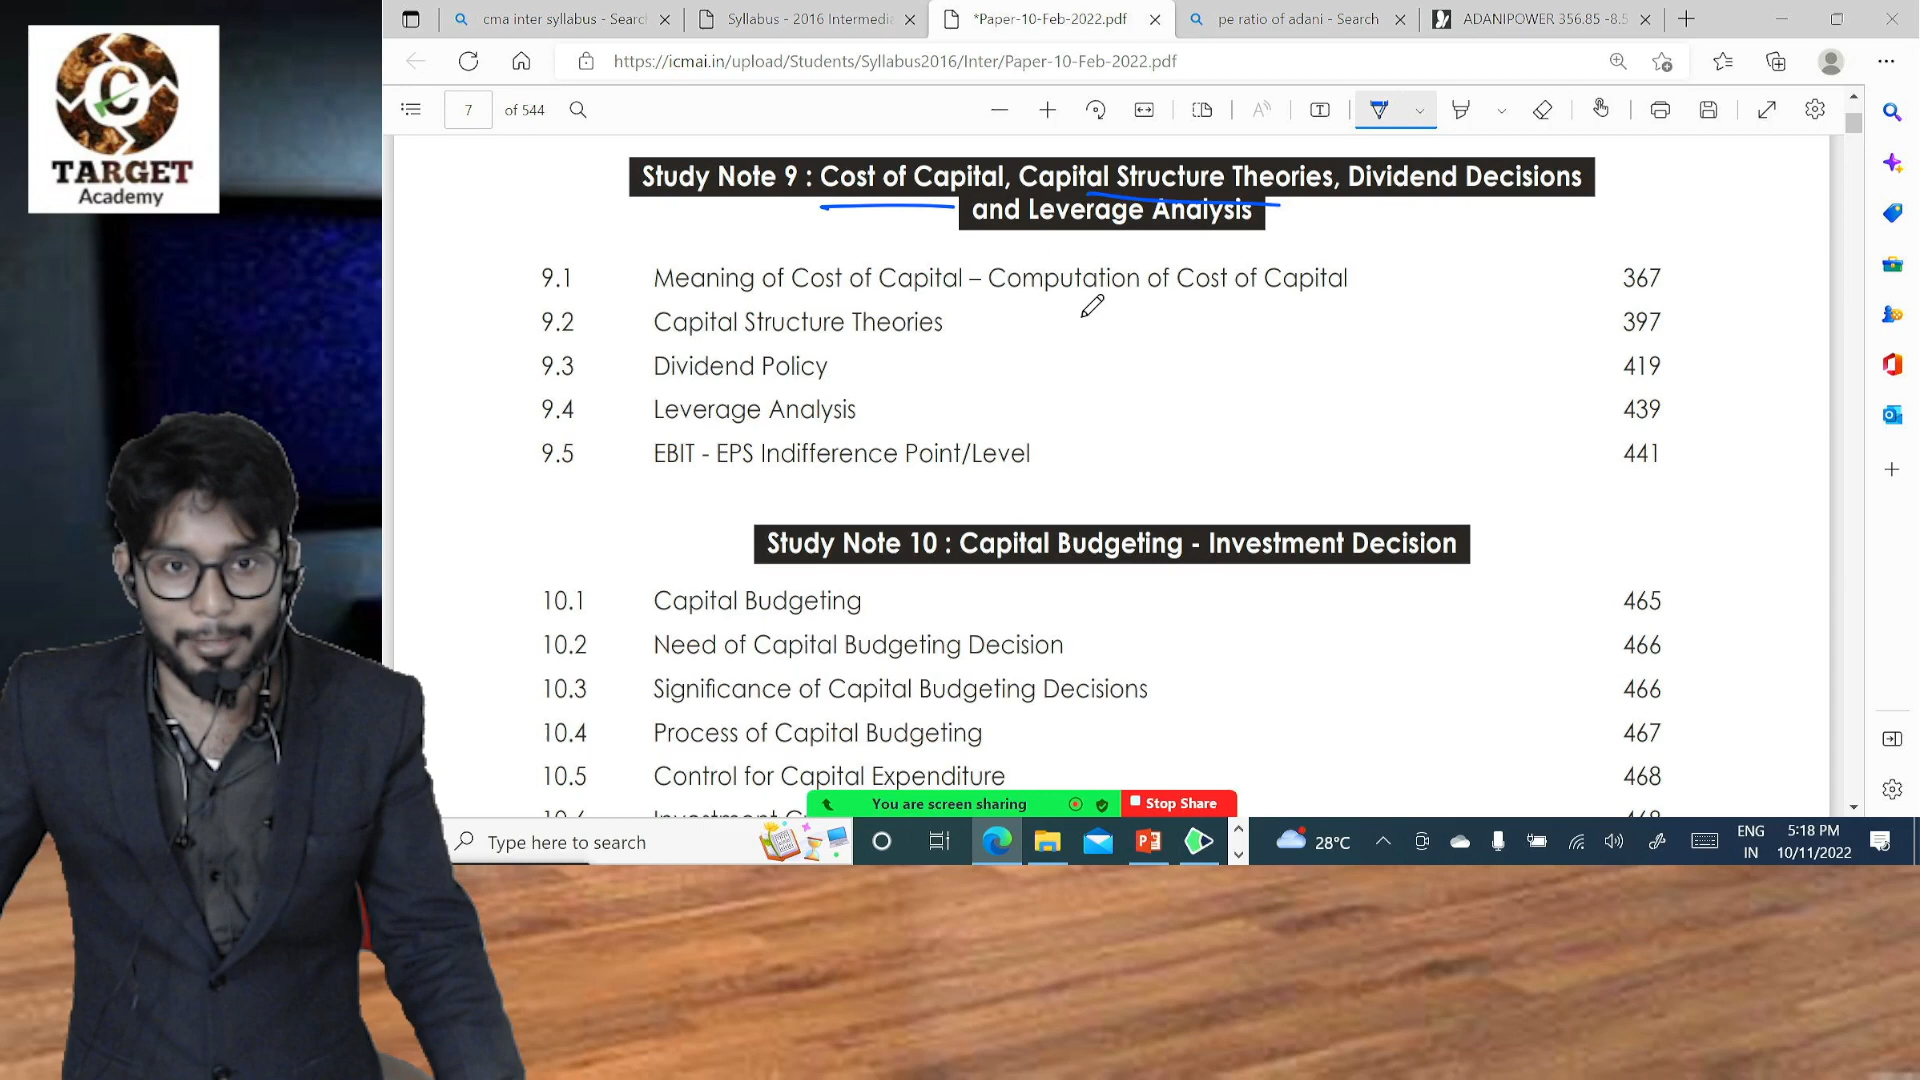 C
TARGET
Academy
cma inter syllabus - Searc
Syllabus - 2016 Intermedia
*Paper-10-Feb-2022.pdf
pe ratio of adani - Search
ADANIPOWER 356.85 -8.5
https://icmai.in/upload/Students/Syllabus2016/Inter/Paper-10-Feb-2022.pdf
7 of 544
Study Note 9 : Cost of Capital, Capital Structure Theories, Dividend Decisions
and Leverage Analysis
9.1 Meaning of Cost of Capital – Computation of Cost of Capital 367
9.2 Capital Structure Theories 397
9.3 Dividend Policy 419
9.4 Leverage Analysis 439
9.5 EBIT - EPS Indifference Point/Level 441
Study Note 10 : Capital Budgeting - Investment Decision
10.1 Capital Budgeting 465
10.2 Need of Capital Budgeting Decision 466
10.3 Significance of Capital Budgeting Decisions 466
10.4 Process of Capital Budgeting 467
10.5 Control for Capital Expenditure 468
You are screen sharing
Stop Share
Type here to search
28°C
ENG
IN
5:18 PM
10/11/2022